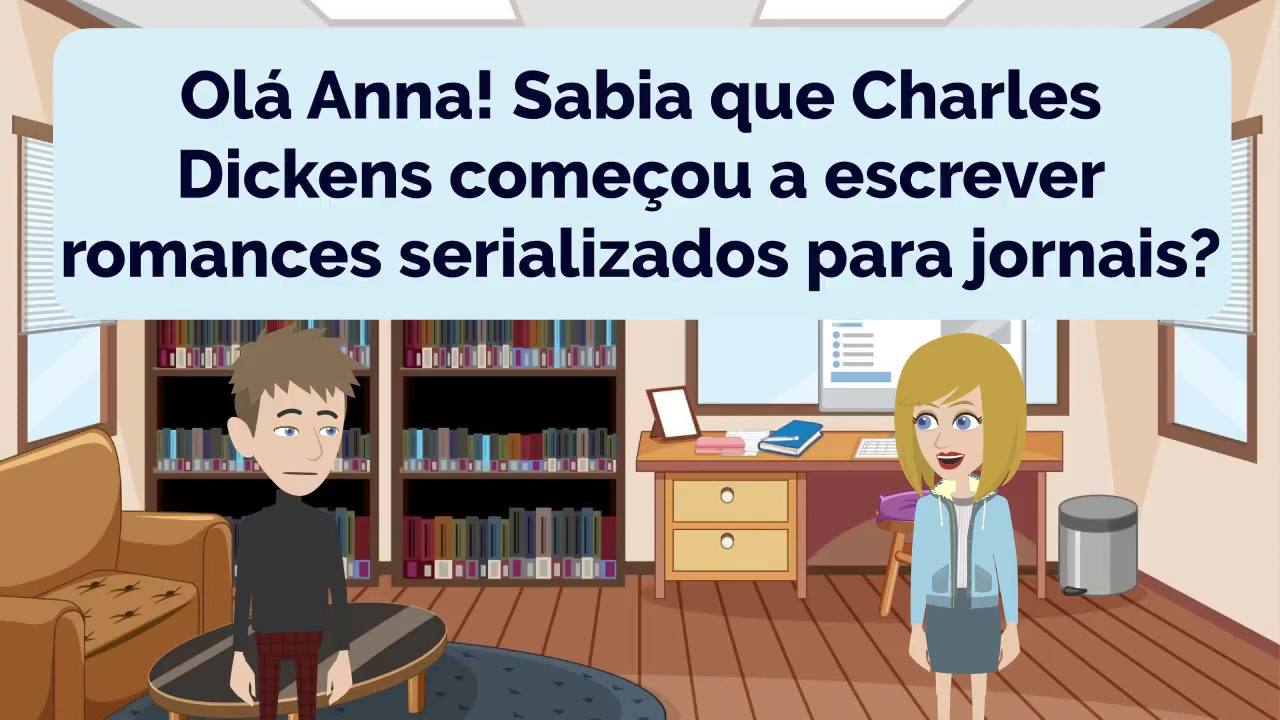 Olá Anna! Sabia que Charles
Dickens começou a escrever
romances serializados para jornais?